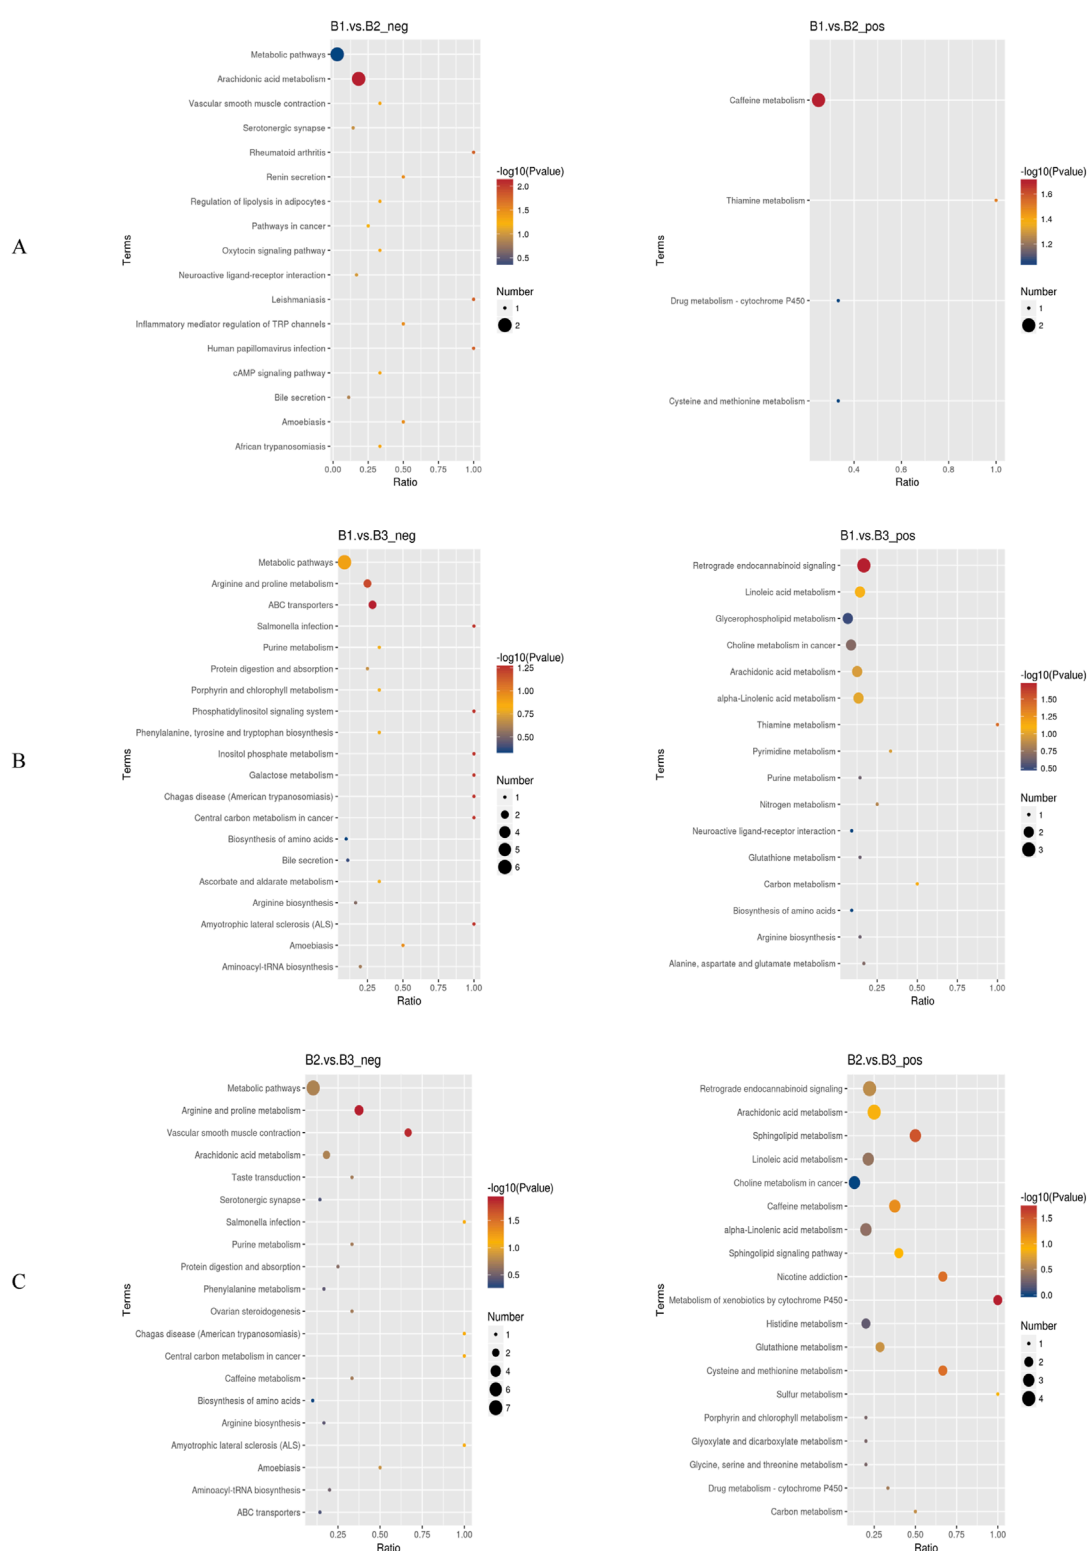 A
B1.vs.B2_neg
Terms
Metabolic pathways
Arachidonic acid metabolism
Vascular smooth muscle contraction
Serotonergic synapse
Rheumatoid arthritis
Renin secretion
Regulation of lipolysis in adipocytes
Pathways in cancer
Oxytocin signaling pathway
Neuroactive ligand-receptor interaction
Leishmaniasis
Inflammatory mediator regulation of TRP channels
Human papillomavirus infection
cAMP signaling pathway
Bile secretion
Amoebiasis
African trypanosomiasis
0.00 0.25 0.50 0.75 1.00
Ratio
-log10(Pvalue)
2.0
1.5
1.0
0.5
Number
1
2
B1.vs.B2_pos
Terms
Caffeine metabolism
Thiamine metabolism
Drug metabolism - cytochrome P450
Cysteine and methionine metabolism
0.4 0.6 0.8 1.0
Ratio
-log10(Pvalue)
1.6
1.4
1.2
Number
1
2
B
B1.vs.B3_neg
Terms
Metabolic pathways
Arginine and proline metabolism
ABC transporters
Salmonella infection
Purine metabolism
Protein digestion and absorption
Porphyrin and chlorophyll metabolism
Phosphatidylinositol signaling system
Phenylalanine, tyrosine and tryptophan biosynthesis
Inositol phosphate metabolism
Galactose metabolism
Chagas disease (American trypanosomiasis)
Central carbon metabolism in cancer
Biosynthesis of amino acids
Bile secretion
Ascorbate and aldarate metabolism
Arginine biosynthesis
Amyotrophic lateral sclerosis (ALS)
Amoebiasis
Aminoacyl-tRNA biosynthesis
0.25 0.50 0.75 1.00
Ratio
-log10(Pvalue)
1.25
1.00
0.75
0.50
Number
1
2
4
5
6
B1.vs.B3_pos
Terms
Retrograde endocannabinoid signaling
Linoleic acid metabolism
Glycerophospholipid metabolism
Choline metabolism in cancer
Arachidonic acid metabolism
alpha-Linolenic acid metabolism
Thiamine metabolism
Pyrimidine metabolism
Purine metabolism
Nitrogen metabolism
Neuroactive ligand-receptor interaction
Glutathione metabolism
Carbon metabolism
Biosynthesis of amino acids
Arginine biosynthesis
Alanine, aspartate and glutamate metabolism
0.25 0.50 0.75 1.00
Ratio
-log10(Pvalue)
1.50
1.25
1.00
0.75
0.50
Number
1
2
3
C
B2.vs.B3_neg
Terms
Metabolic pathways
Arginine and proline metabolism
Vascular smooth muscle contraction
Arachidonic acid metabolism
Taste transduction
Serotonergic synapse
Salmonella infection
Purine metabolism
Protein digestion and absorption
Phenylalanine metabolism
Ovarian steroidogenesis
Chagas disease (American trypanosomiasis)
Central carbon metabolism in cancer
Caffeine metabolism
Biosynthesis of amino acids
Arginine biosynthesis
Amyotrophic lateral sclerosis (ALS)
Amoebiasis
Aminoacyl-tRNA biosynthesis
ABC transporters
0.25 0.50 0.75 1.00
Ratio
-log10(Pvalue)
1.5
1.0
0.5
Number
1
2
4
6
7
B2.vs.B3_pos
Terms
Retrograde endocannabinoid signaling
Arachidonic acid metabolism
Sphingolipid metabolism
Linoleic acid metabolism
Choline metabolism in cancer
Caffeine metabolism
alpha-Linolenic acid metabolism
Sphingolipid signaling pathway
Nicotine addiction
Metabolism of xenobiotics by cytochrome P450
Histidine metabolism
Glutathione metabolism
Cysteine and methionine metabolism
Sulfur metabolism
Porphyrin and chlorophyll metabolism
Glyoxylate and dicarboxylate metabolism
Glycine, serine and threonine metabolism
Drug metabolism - cytochrome P450
Carbon metabolism
0.25 0.50 0.75 1.00
Ratio
-log10(Pvalue)
1.5
1.0
0.5
0.0
Number
1
2
3
4